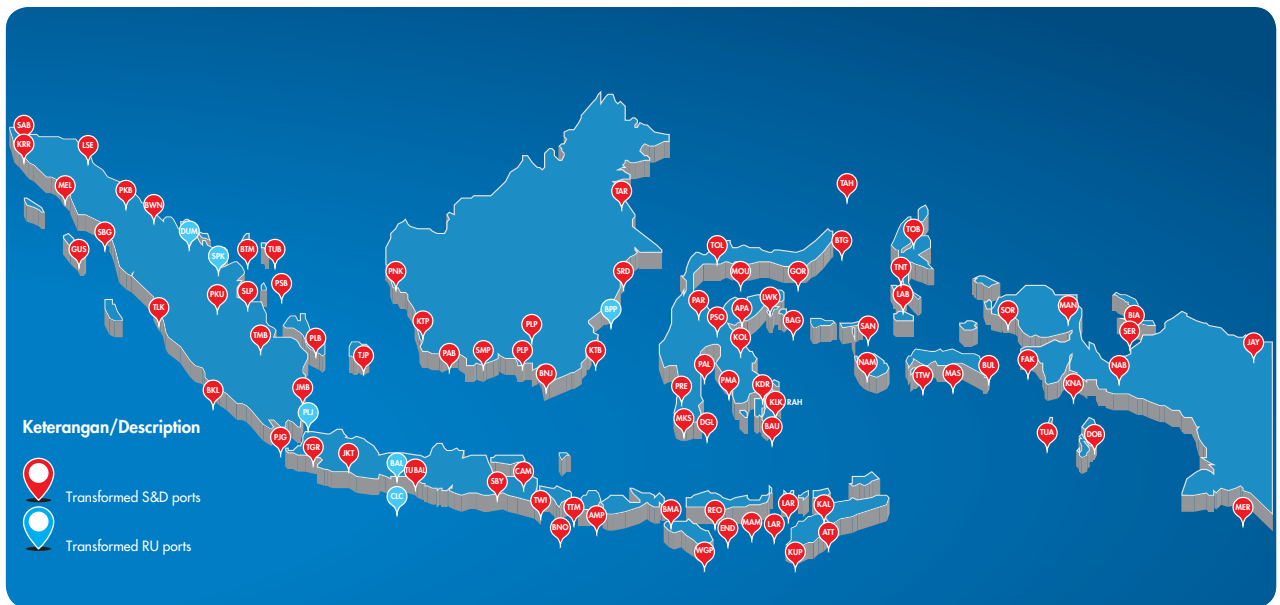 SAB
KRR
LSE
MEL
PKB
BWN
DUM
SBG
GUS
SPK
BTM
TUB
PSB
PKU
SLP
TLK
TMB
PLB
TJP
BKL
JMB
PLJ
PJG
TGR
JKT
BAL
TUBAL
CLC
SBY
CAM
TWI
TTM
BNO
AMP
PNK
KTP
PAB
SMP
PLP
PLP
BNJ
KTB
BPP
SRD
TAR
TOL
MOU
GOR
BTG
TAH
PAR
PSO
APA
LWK
BAG
KOL
PAL
PRE
PMA
KDR
KLK RAH
BAU
MKS
DGL
BMA
REO
END
MAM
LAR
LAR
KAL
ATT
KUP
WGP
TOB
TNT
LAB
SAN
NAM
TTW
MAS
BUL
SOR
MAN
BIA
SER
FAK
NAB
KNA
JAY
TUA
DOB
MER
Keterangan/Description
Transformed S&D ports
Transformed RU ports